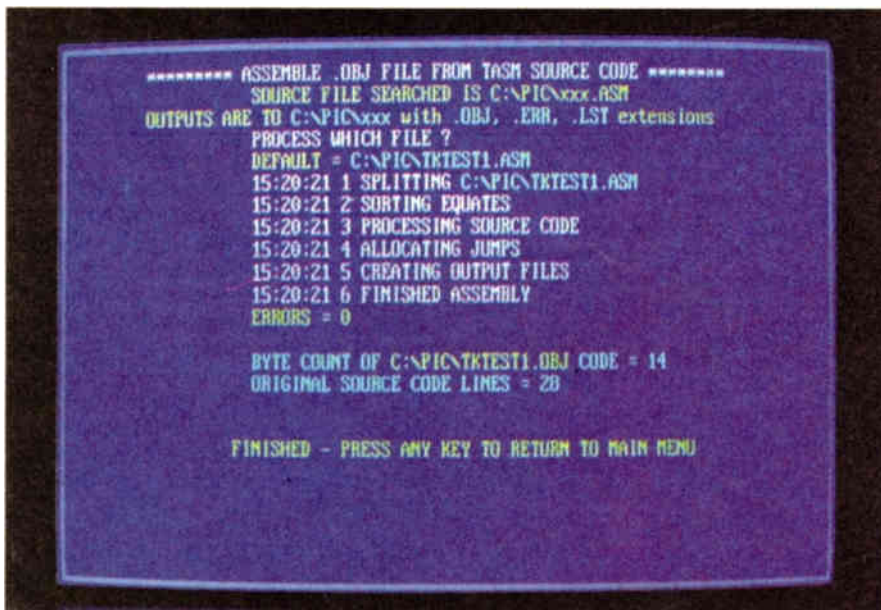 ********* ASSEMBLE .OBJ FILE FROM TASM SOURCE CODE ********
SOURCE FILE SEARCHED IS C:\PIC\xxx.ASM
OUTPUTS ARE TO C:\PIC\xxx with .OBJ, .ERR, .LST extensions
PROCESS WHICH FILE ?
DEFAULT = C:\PIC\TKTEST1.ASM
15:20:21 1 SPLITTING C:\PIC\TKTEST1.ASM
15:20:21 2 SORTING EQUATES
15:20:21 3 PROCESSING SOURCE CODE
15:20:21 4 ALLOCATING JUMPS
15:20:21 5 CREATING OUTPUT FILES
15:20:21 6 FINISHED ASSEMBLY
ERRORS = 0
BYTE COUNT OF C:\PIC\TKTEST1.OBJ CODE = 14
ORIGINAL SOURCE CODE LINES = 28
FINISHED - PRESS ANY KEY TO RETURN TO MAIN MENU